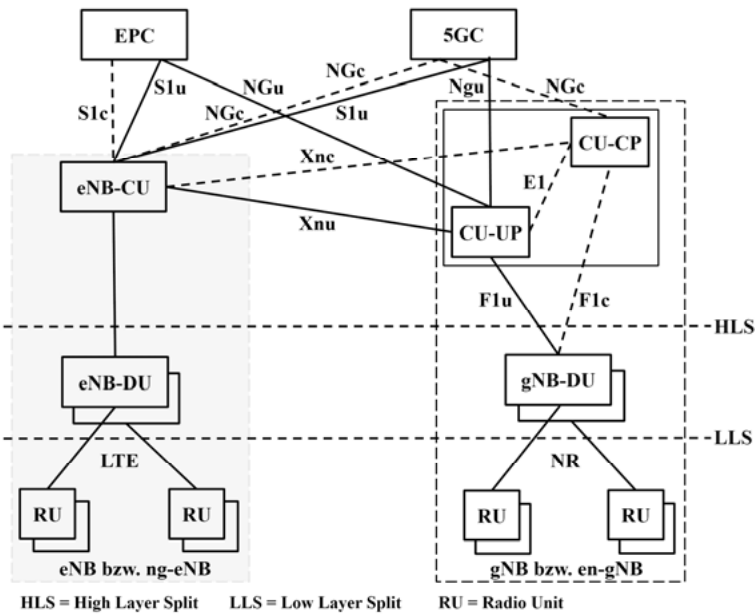 EPC
5GC
S1c
S1u
NGu
NGc
NGc
S1u
Ngu
NGc
CU-CP
Xnc
E1
eNB-CU
Xnu
CU-UP
F1u
F1c
HLS
eNB-DU
gNB-DU
LLS
LTE
NR
RU
RU
RU
RU
eNB bzw. ng-eNB
gNB bzw. en-gNB
HLS = High Layer Split LLS = Low Layer Split RU = Radio Unit